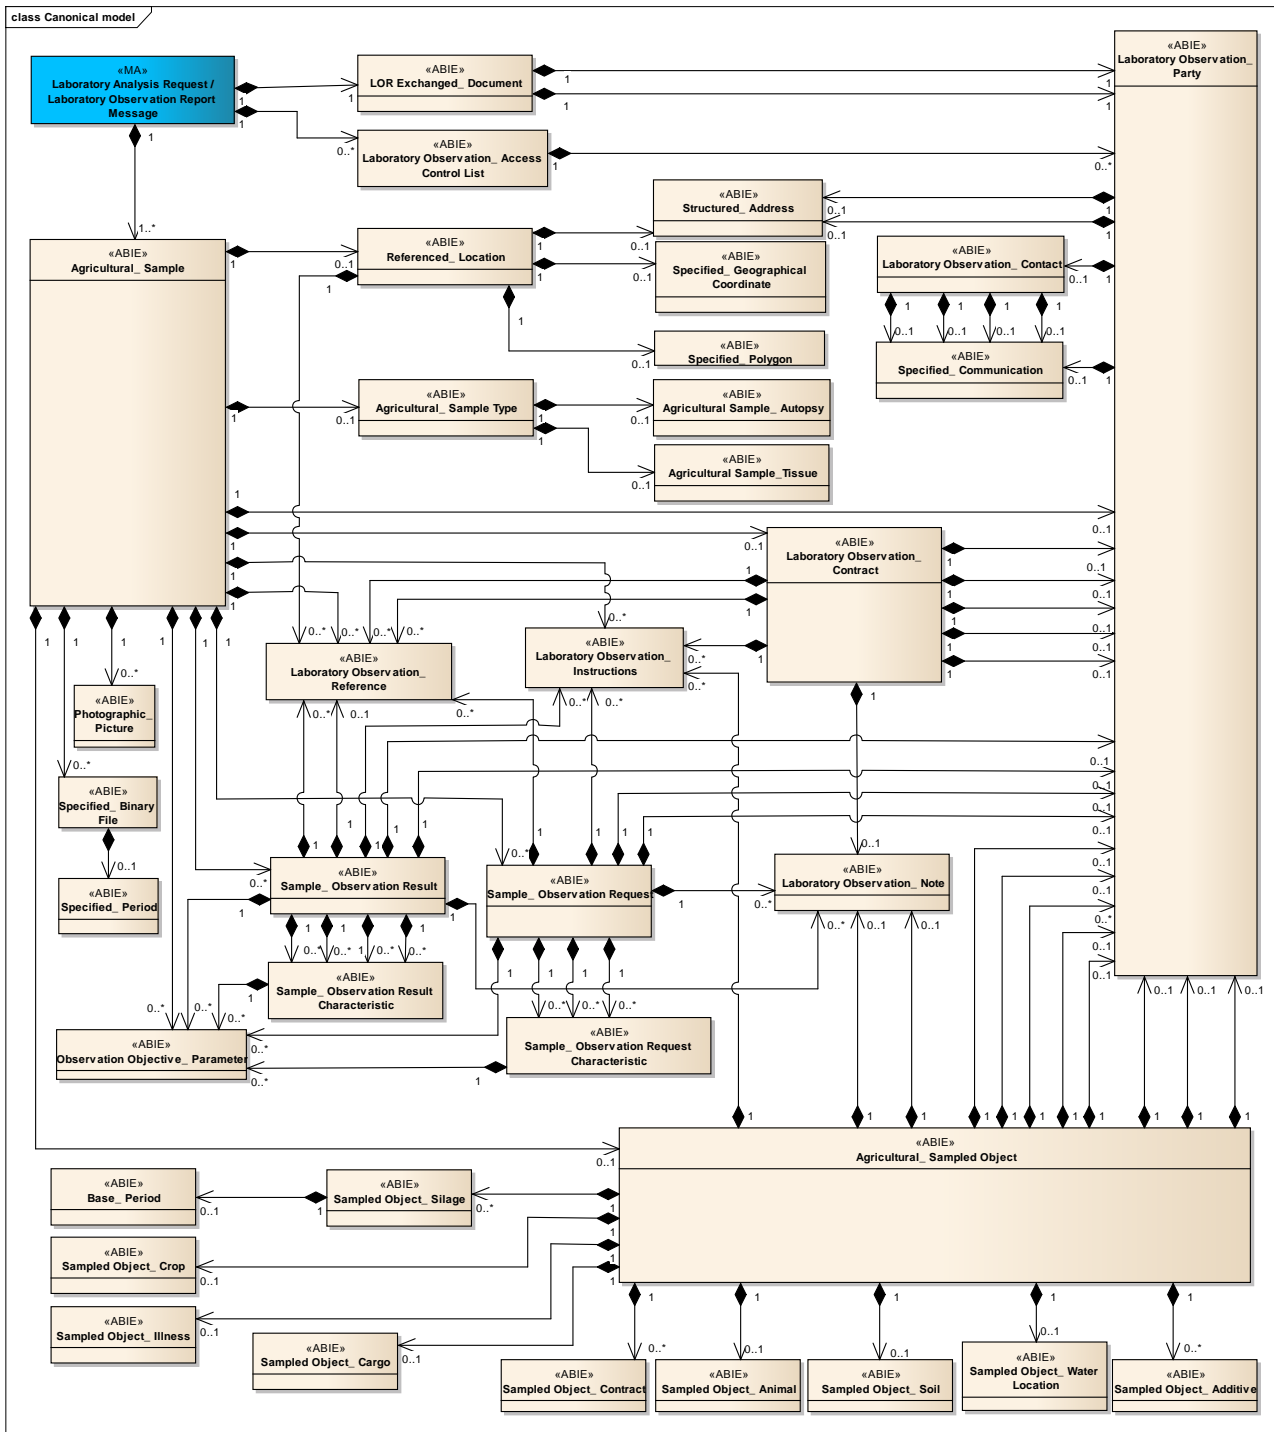 class Canonical model
«MA»
Laboratory Analysis Request /
Laboratory Observation Report
Message
«ABIE»
LOR Exchanged_ Document
«ABIE»
Laboratory Observation_
Party
«ABIE»
Laboratory Observation_ Access
Control List
«ABIE»
Structured_ Address
«ABIE»
Agricultural_ Sample
«ABIE»
Referenced_ Location
«ABIE»
Specified_ Geographical
Coordinate
«ABIE»
Laboratory Observation_ Contact
«ABIE»
Specified_ Polygon
«ABIE»
Specified_ Communication
«ABIE»
Agricultural_ Sample Type
«ABIE»
Agricultural Sample_ Autopsy
«ABIE»
Agricultural Sample_Tissue
«ABIE»
Laboratory Observation_
Contract
«ABIE»
Laboratory Observation_
Reference
«ABIE»
Laboratory Observation_
Instructions
«ABIE»
Photographic_
Picture
«ABIE»
Specified_ Binary
File
«ABIE»
Specified_ Period
«ABIE»
Sample_ Observation Result
«ABIE»
Sample_ Observation Request
«ABIE»
Laboratory Observation_ Note
«ABIE»
Sample_ Observation Result
Characteristic
«ABIE»
Observation Objective_ Parameter
«ABIE»
Sample_ Observation Request
Characteristic
«ABIE»
Agricultural_ Sampled Object
«ABIE»
Base_ Period
«ABIE»
Sampled Object_ Silage
«ABIE»
Sampled Object_ Crop
«ABIE»
Sampled Object_ Illness
«ABIE»
Sampled Object_ Cargo
«ABIE»
Sampled Object_ Contract
«ABIE»
Sampled Object_ Animal
«ABIE»
Sampled Object_ Soil
«ABIE»
Sampled Object_ Water
Location
«ABIE»
Sampled Object_ Additive